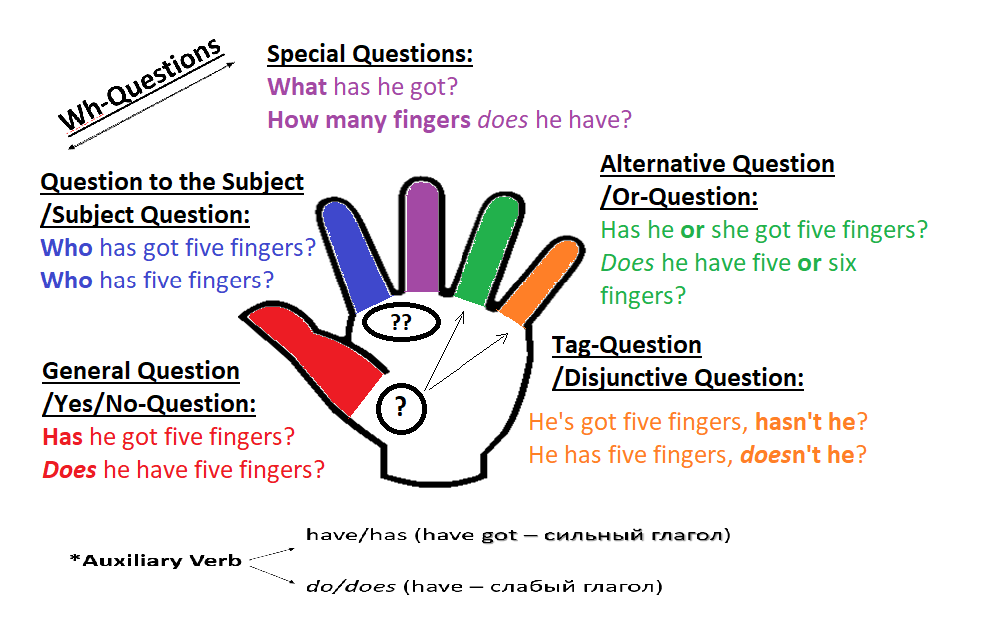 Wh-Questions
Special Questions:
What has he got?
How many fingers does he have?
Question to the Subject
/Subject Question:
Who has got five fingers?
Who has five fingers?
Alternative Question
/Or-Question:
Has he or she got five fingers?
Does he have five or six
fingers?
??
?
General Question
/Yes/No-Question:
Has he got five fingers?
Does he have five fingers?
Tag-Question
/Disjunctive Question:
He's got five fingers, hasn't he?
He has five fingers, doesn't he?
*Auxiliary Verb
have/has (have got – сильный глагол)
do/does (have – слабый глагол)